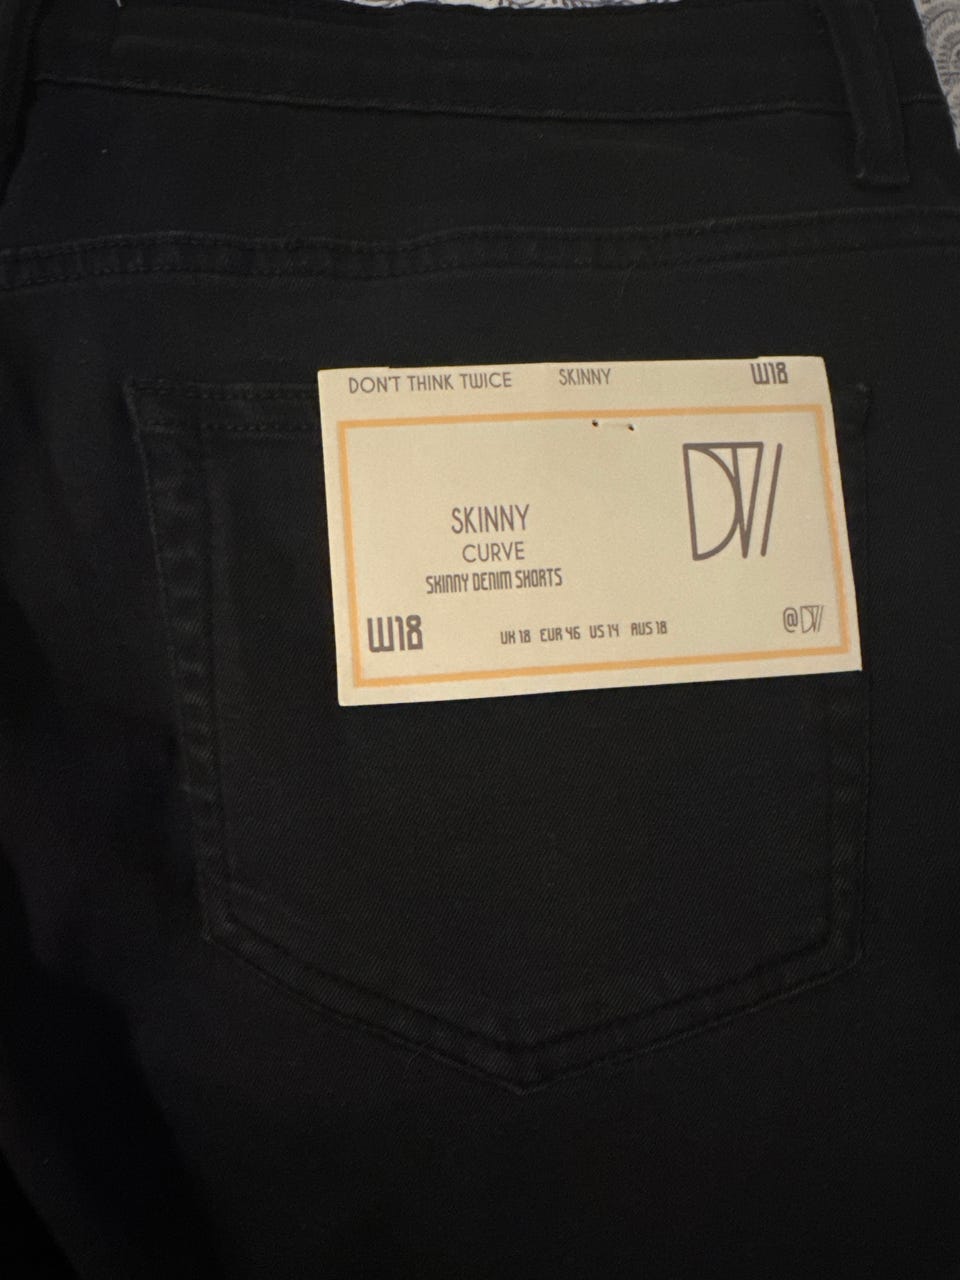 DON'T THINK TWICE SKINNY W18
DTT
SKINNY
CURVE
SKINNY DENIM SHORTS
W18 UK 18 EUR 46 US 14 AUS 18 @DTT